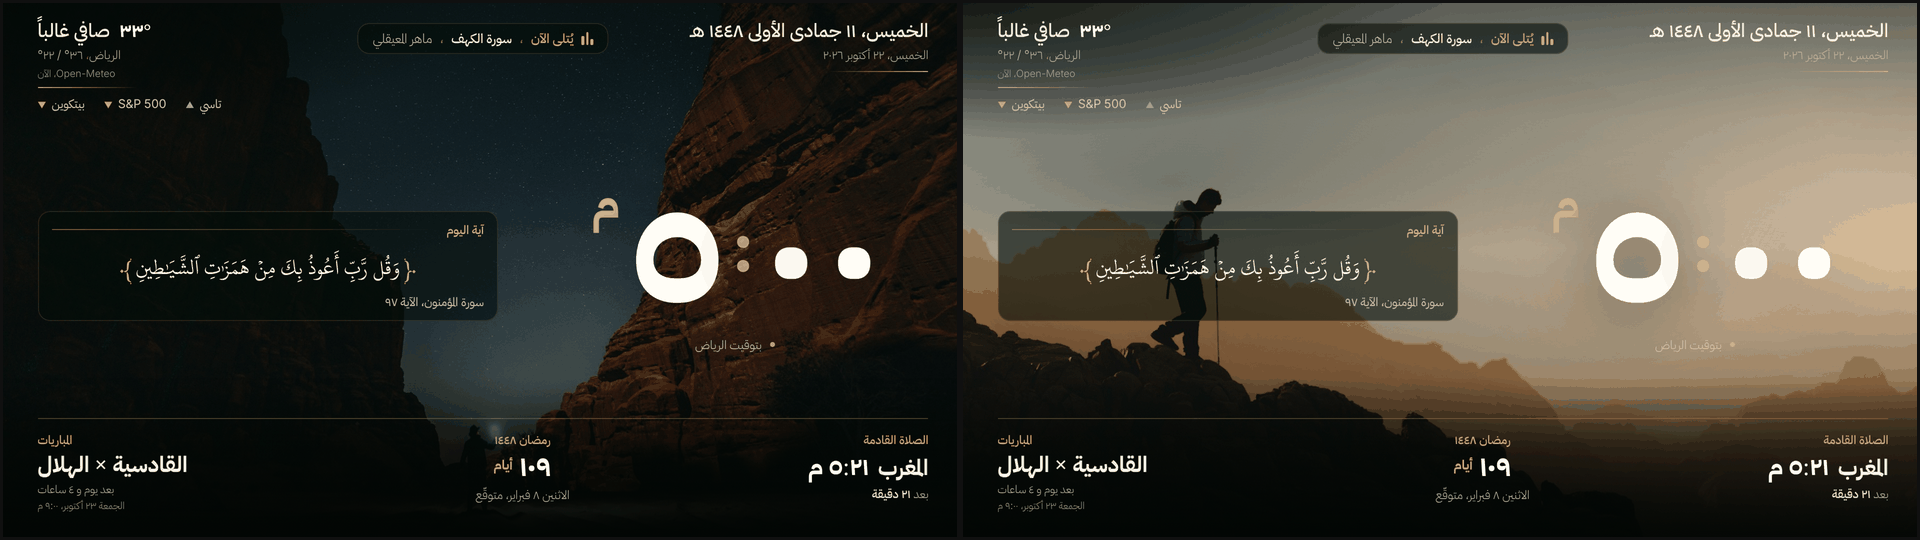 الخميس، ١١ جمادى الأولى ١٤٤٨ هـ
الخميس، ٢٢ أكتوبر ٢٠٢٦
يُتلى الآن ، سورة الكهف ، ماهر المعيقلي
٣٣° صافي غالباً
الرياض، ٣٦° / ٢٢°
Open-Meteo، الآن
تاسي ▲ S&P 500 ▼ بيتكوين ▼
٥:٠٠ م
بتوقيت الرياض
آية اليوم
﴿وَقُل رَّبِّ أَعُوذُ بِكَ مِنْ هَمَزَٰتِ ٱلشَّيَٰطِينِ﴾
سورة المؤمنون، الآية ٩٧
الصلاة القادمة
المغرب ٥:٢١ م
بعد ٢١ دقيقة
رمضان ١٤٤٨
١٠٩ أيام
الاثنين ٨ فبراير، متوقّع
المباريات
القادسية × الهلال
بعد يوم و ٤ ساعات
الجمعة ٢٣ أكتوبر، ٩:٠٠ م
الخميس، ١١ جمادى الأولى ١٤٤٨ هـ
الخميس، ٢٢ أكتوبر ٢٠٢٦
يُتلى الآن ، سورة الكهف ، ماهر المعيقلي
٣٣° صافي غالباً
الرياض، ٣٦° / ٢٢°
Open-Meteo، الآن
تاسي ▲ S&P 500 ▼ بيتكوين ▼
٥:٠٠ م
بتوقيت الرياض
آية اليوم
﴿وَقُل رَّبِّ أَعُوذُ بِكَ مِنْ هَمَزَٰتِ ٱلشَّيَٰطِينِ﴾
سورة المؤمنون، الآية ٩٧
الصلاة القادمة
المغرب ٥:٢١ م
بعد ٢١ دقيقة
رمضان ١٤٤٨
١٠٩ أيام
الاثنين ٨ فبراير، متوقّع
المباريات
القادسية × الهلال
بعد يوم و ٤ ساعات
الجمعة ٢٣ أكتوبر، ٩:٠٠ م